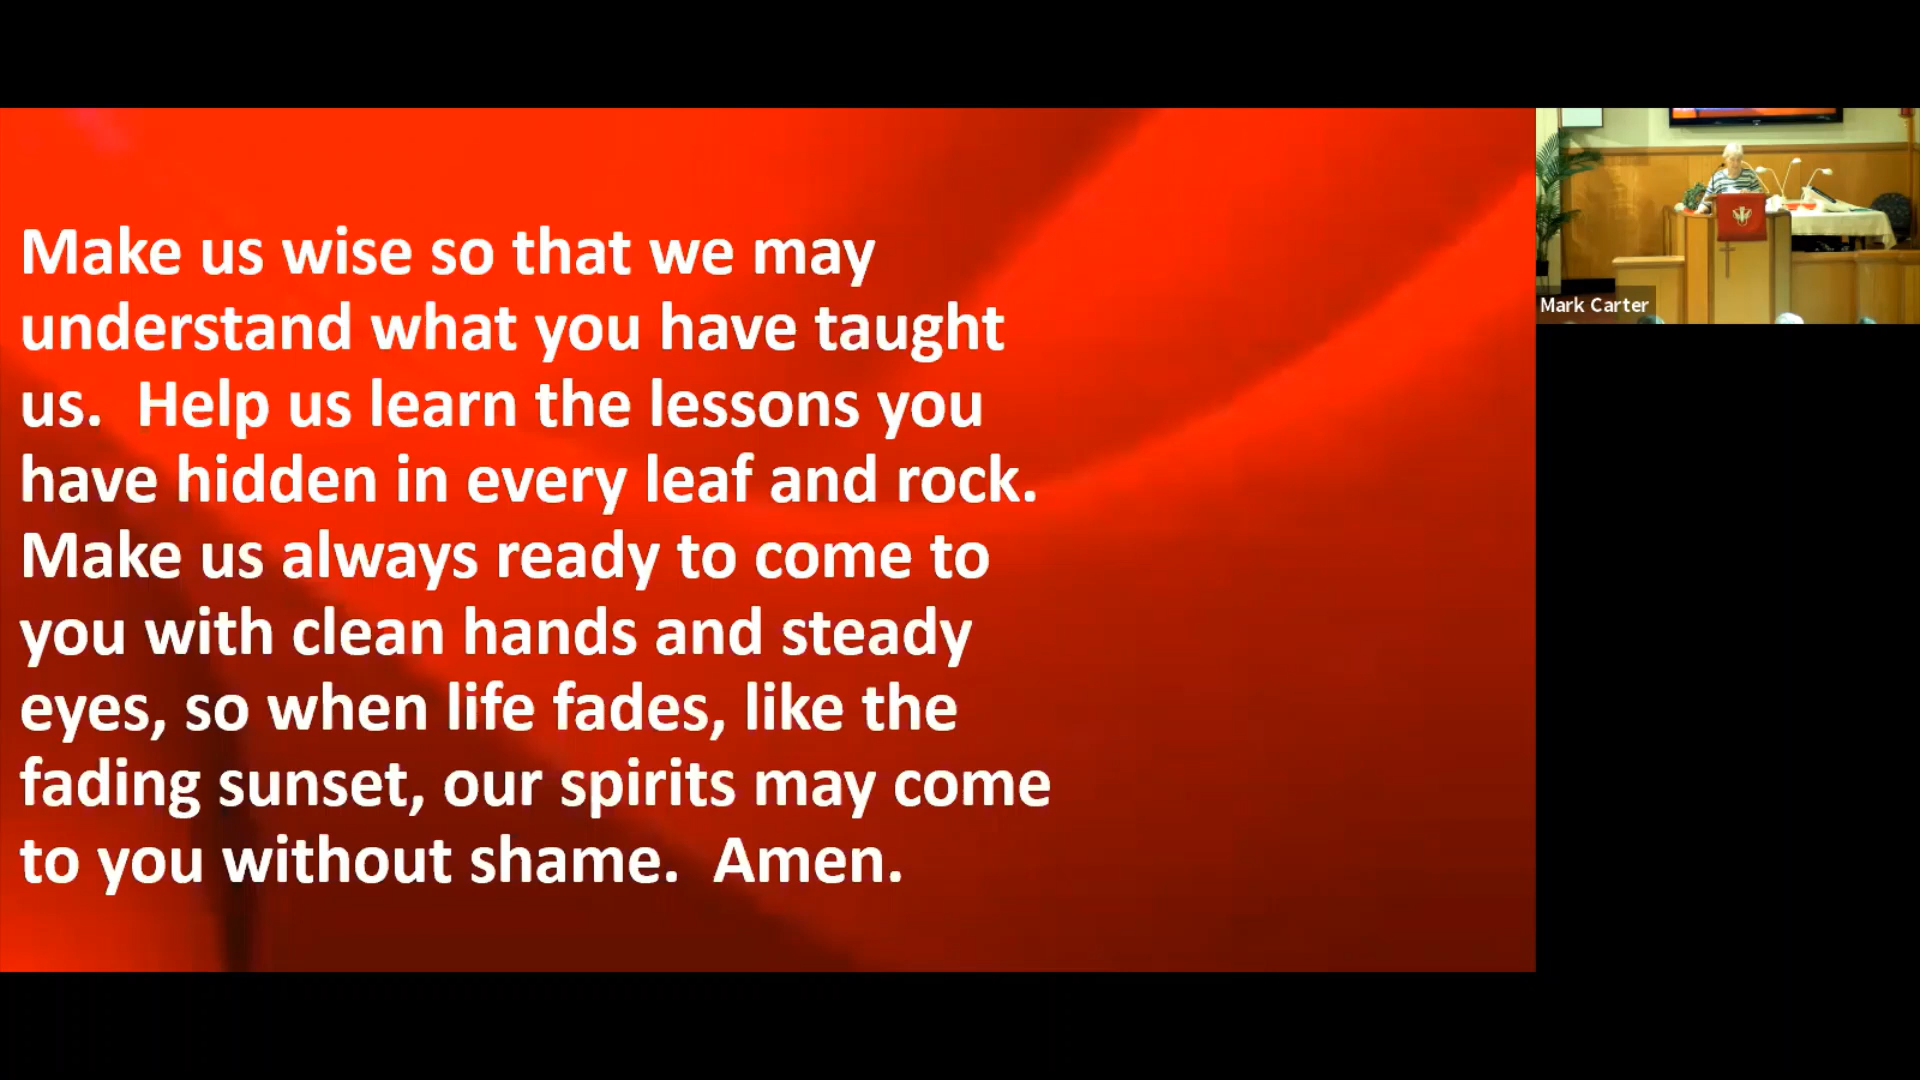 Make us wise so that we may
understand what you have taught
us.  Help us learn the lessons you
have hidden in every leaf and rock.
Make us always ready to come to
you with clean hands and steady
eyes, so when life fades, like the
fading sunset, our spirits may come
to you without shame.  Amen.
Mark Carter